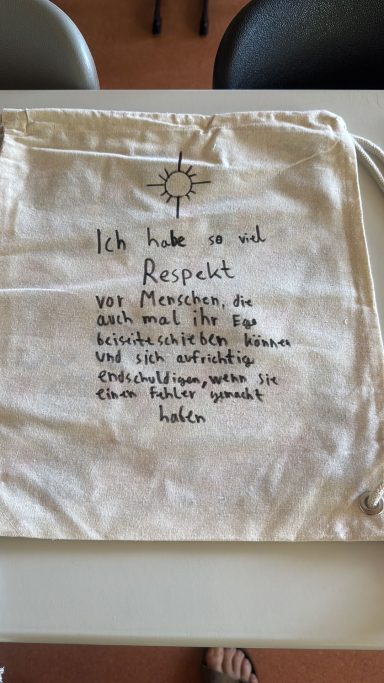 Ich habe so viel
Respekt
vor Menschen, die
auch mal ihr Ego
beiseiteschieben können
und sich aufrichtig
endschuldigen, wenn sie
einen Fehler gemacht
haben